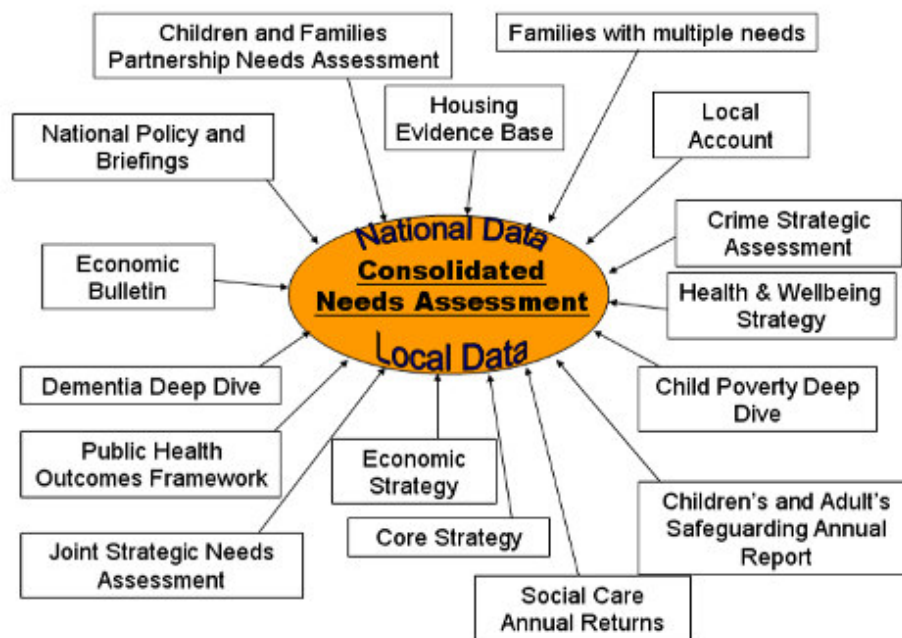 Children and Families
Partnership Needs Assessment
Families with multiple needs
Housing
Evidence Base
Local
Account
National Policy and
Briefings
Crime Strategic
Assessment
Economic
Bulletin
National Data
Consolidated
Needs Assessment
Local Data
Health & Wellbeing
Strategy
Dementia Deep Dive
Child Poverty Deep
Dive
Public Health
Outcomes Framework
Economic
Strategy
Children's and Adult's
Safeguarding Annual
Report
Core Strategy
Joint Strategic Needs
Assessment
Social Care
Annual Returns